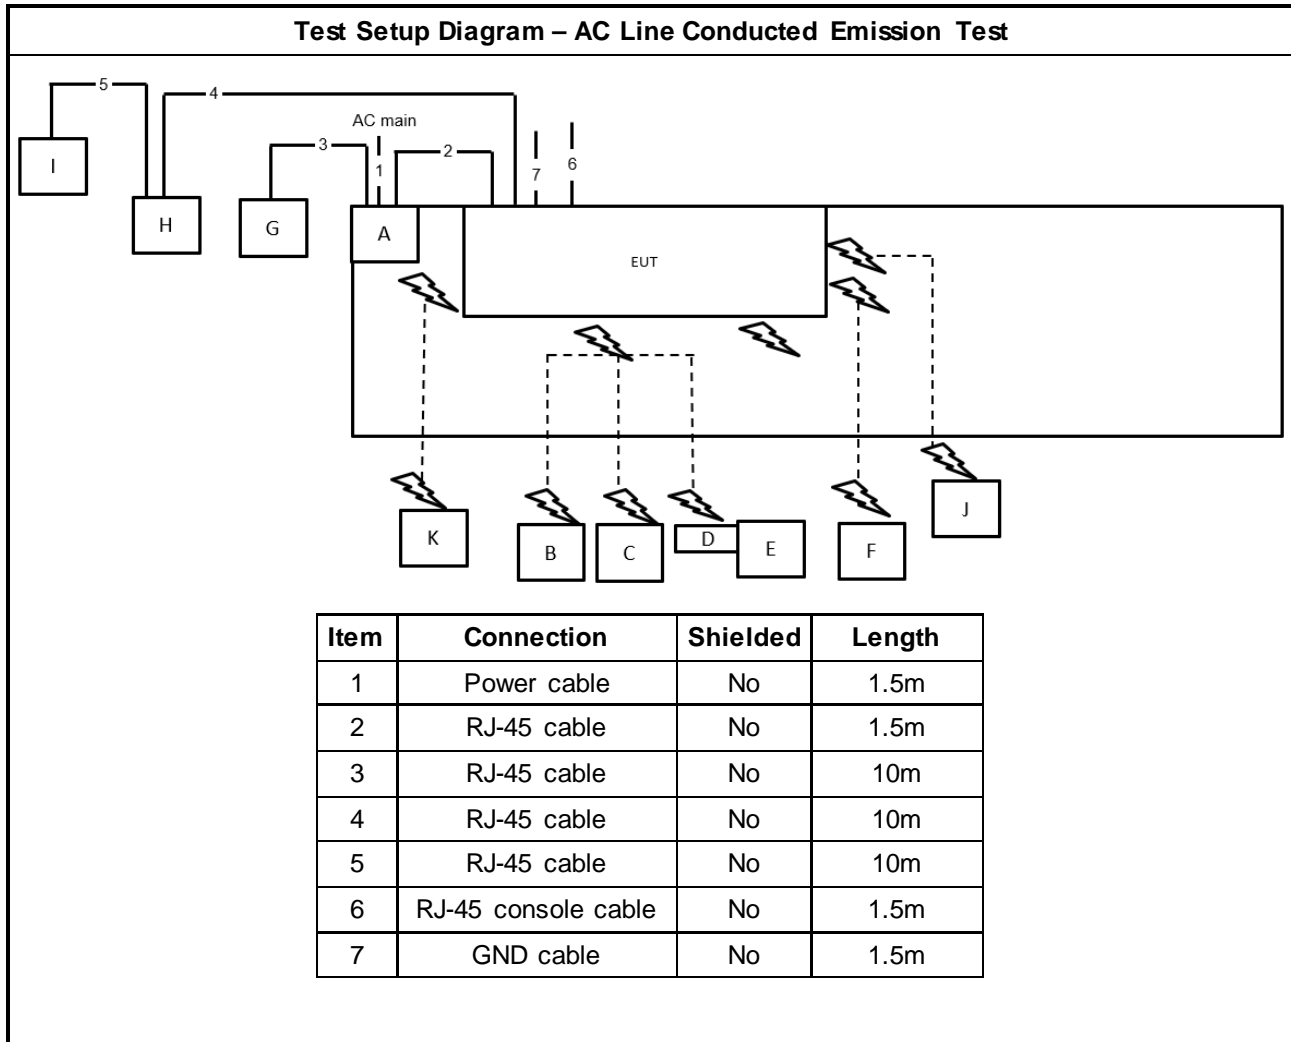 Test Setup Diagram – AC Line Conducted Emission Test
5
4
AC main
3
1
2
7
6
I
H
G
A
EUT
K
B
C
D
E
F
J
Item Connection Shielded Length
1 Power cable No 1.5m
2 RJ-45 cable No 1.5m
3 RJ-45 cable No 10m
4 RJ-45 cable No 10m
5 RJ-45 cable No 10m
6 RJ-45 console cable No 1.5m
7 GND cable No 1.5m